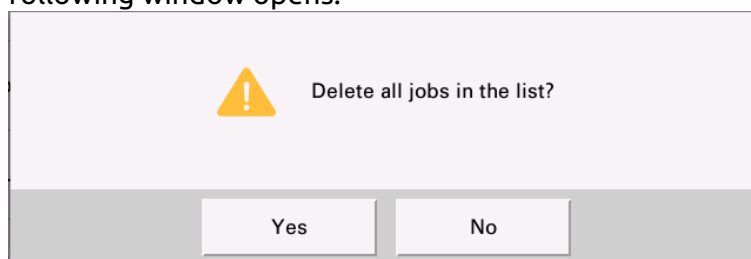 following window opens.
Delete all jobs in the list?
Yes No